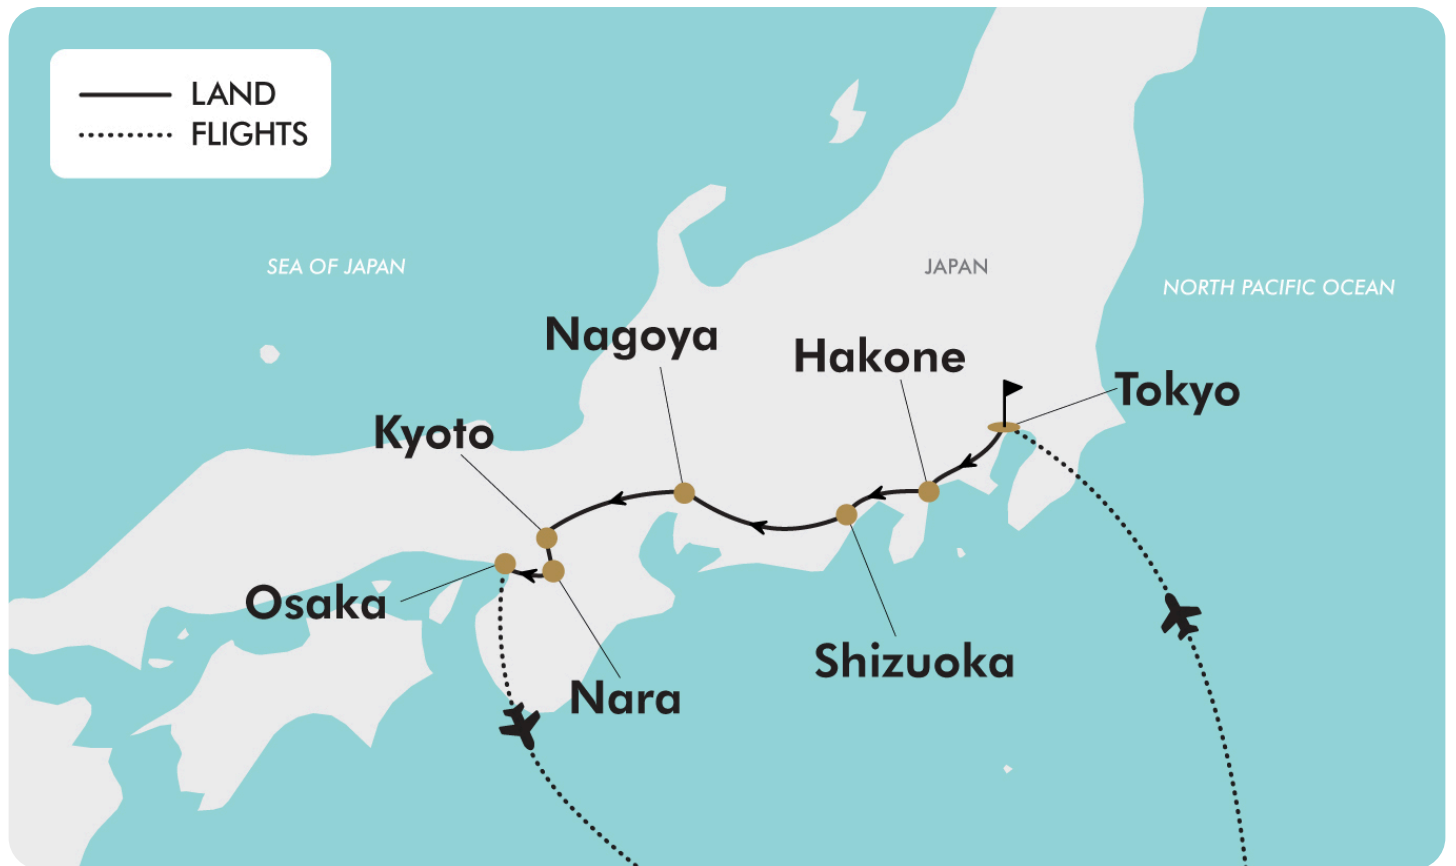 LAND
FLIGHTS
SEA OF JAPAN
JAPAN
NORTH PACIFIC OCEAN
Nagoya
Hakone
Tokyo
Kyoto
Osaka
Shizuoka
Nara